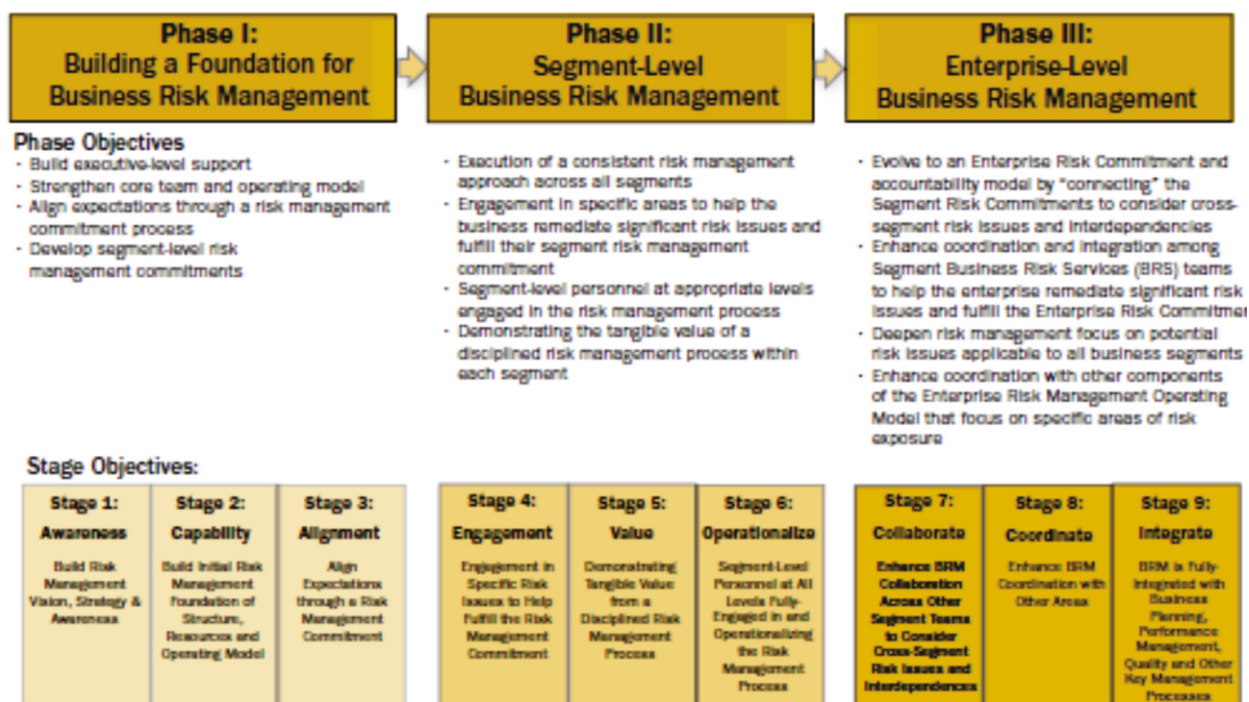 Phase I:
Building a Foundation for
Business Risk Management
Phase II:
Segment-Level
Business Risk Management
Phase III:
Enterprise-Level
Business Risk Management
Phase Objectives
· Build executive-level support
· Strengthen core team and operating model
· Align expectations through a risk management
commitment process
· Develop segment-level risk
management commitments
· Execution of a consistent risk management
approach across all segments
· Engagement in specific areas to help the
business remediate significant risk issues and
fulfill their segment risk management
commitment
· Segment-level personnel at appropriate levels
engaged in the risk management process
· Demonstrating the tangible value of a
disciplined risk management process within
each segment
· Evolve to an Enterprise Risk Commitment and
accountability model by "connecting" the
Segment Risk Commitments to consider cross-
segment risk issues and interdependencies
· Enhance coordination and integration among
Segment Business Risk Services (BRS) teams
to help the enterprise remediate significant risk
issues and fulfill the Enterprise Risk Commitmen
· Deepen risk management focus on potential
risk issues applicable to all business segments
· Enhance coordination with other components
of the Enterprise Risk Management Operating
Model that focus on specific areas of risk
exposure
Stage Objectives:
Stage 1:
Awareness
Build Risk
Management
Vision, Strategy &
Awareness
Stage 2:
Capability
Build Initial Risk
Management
Foundation of
Structure,
Resources and
Operating Model
Stage 3:
Alignment
Align
Expectations
through a Risk
Management
Commitment
Stage 4:
Engagement
Engagement in
Specific Risk
Issues to Help
Fulfill the Risk
Management
Commitment
Stage 5:
Value
Demonstrating
Tangible Value
from a
Disciplined Risk
Management
Process
Stage 6:
Operationalize
Segment-Level
Personnel at All
Levels Fully-
Engaged in and
Operationalizing
the Risk
Management
Process
Stage 7:
Collaborate
Enhance BRM
Collaboration
Across Other
Segment Teams
to Consider
Cross-Segment
Risk Issues and
Interdependences
Stage 8:
Coordinate
Enhance BRM
Coordination with
Other Areas
Stage 9:
Integrate
BRM is Fully-
Integrated with
Business
Planning,
Performance
Management,
Quality and Other
Key Management
Processes